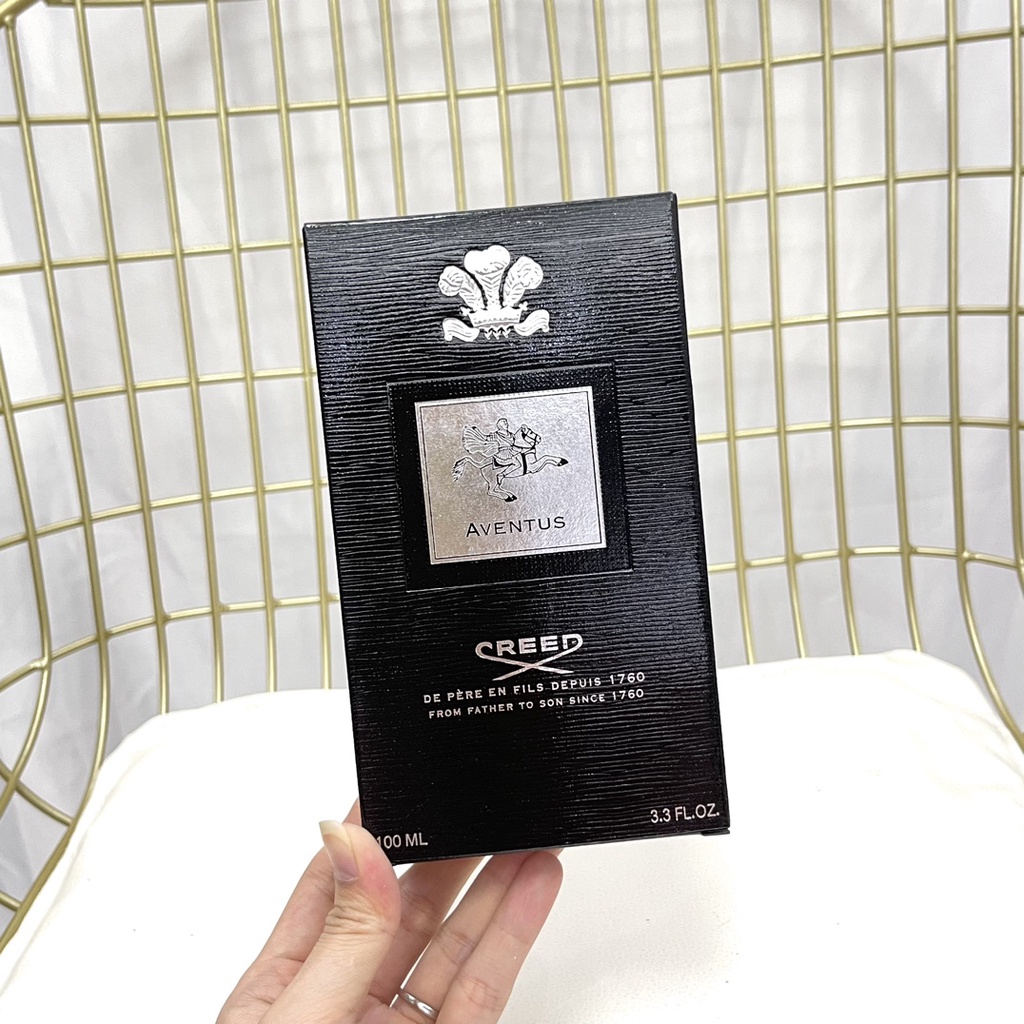 AVENTUS
CREED
DE PÈRE EN FILS DEPUIS 1760
FROM FATHER TO SON SINCE 1760
100 ML
3.3 FL.OZ.